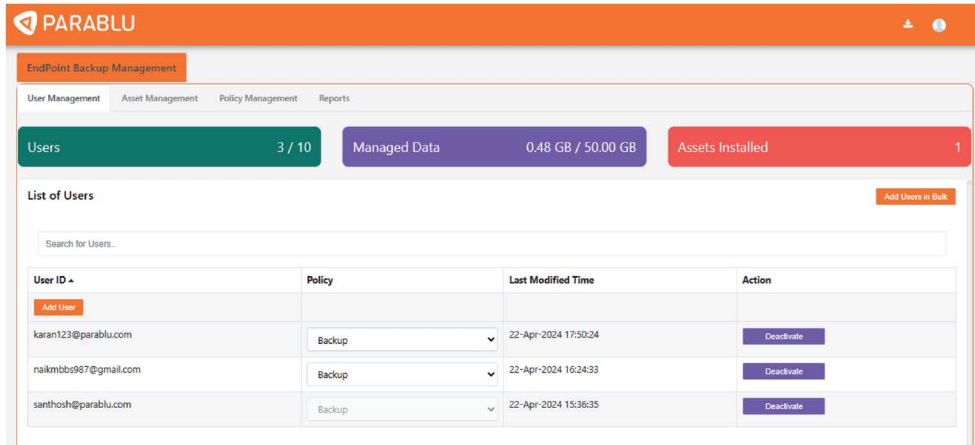 PARABLU
EndPoint Backup Management
User Management Asset Management Policy Management Reports
Users 3 / 10 Managed Data 0.48 GB / 50.00 GB Assets Installed 1
List of Users Add Users in Bulk
Search for Users..
User ID Policy Last Modified Time Action
Add User
karan123@parablu.com Backup 22-Apr-2024 17:50:24 Deactivate
naikmbbs987@gmail.com Backup 22-Apr-2024 16:24:33 Deactivate
santhosh@parablu.com Backup 22-Apr-2024 15:36:35 Deactivate